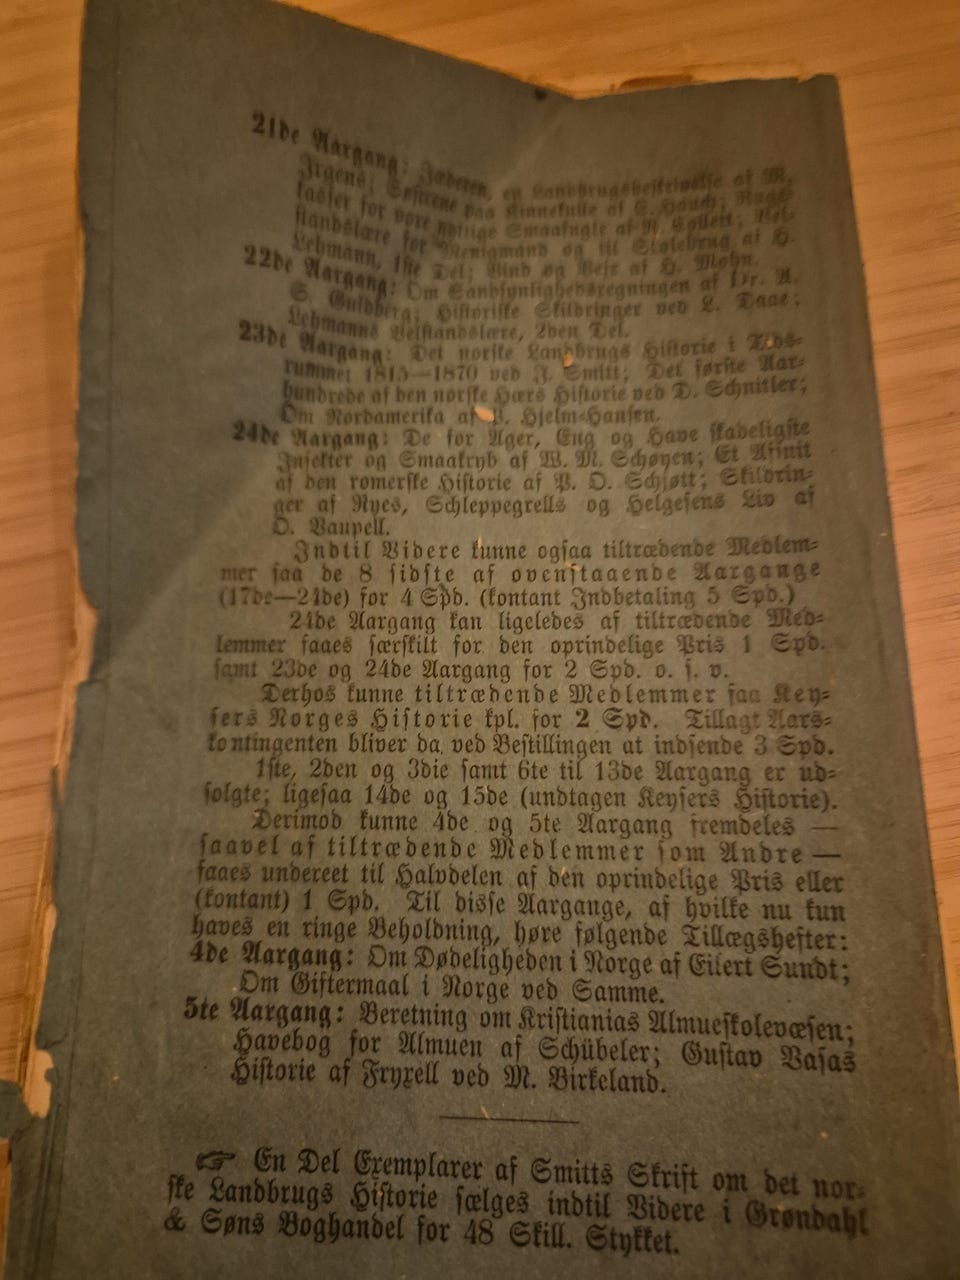 21de Aargang: Jæderen, en Landbrugsbeskrivelse af M.
Irgens; Søstrene paa Kinnekulle af C. Hauch;
kasser for vore nyttige Smaafugle af R. Collett; Vel-
standslære for Menigmand og til Skolebrug af H.
Lehmann, 1ste Del; Vind og Veir af H. Mohn.
22de Aargang: Om Sandsynlighedsregningen af Dr. A.
S. Guldberg; Historiske Skildringer ved L. Daae;
Lehmanns Velstandslære, 2den Del.
23de Aargang: Det norske Landbrugs Historie i Tids-
rummet 1815—1870 ved J. Smitt; Det første Aar-
hundrede af den norske Hærs Historie ved D. Schnitler;
Om Nordamerika af P. Hjelm-Hansen.
24de Aargang: De for Ager, Eng og Have skadeligste
Insekter og Smaakryb af W. M. Schøyen; Et Afsnit
af den romerske Historie af P. O. Schjøtt; Skildrin-
ger af Ryes, Schleppegrells og Helgesens Liv af
O. Vaupell.
Indtil Videre kunne ogsaa tiltrædende Medlem-
mer faa de 8 sidste af ovenstaaende Aargange
(17de—24de) for 4 Spd. (kontant Indbetaling 5 Spd.)
24de Aargang kan ligeledes af tiltrædende Med-
lemmer faaes særskilt for den oprindelige Pris 1 Spd.
samt 23de og 24de Aargang for 2 Spd. o. s. v.
Derhos kunne tiltrædende Medlemmer faa Key-
sers Norges Historie kpl. for 2 Spd. Tillagt Aars-
kontingenten bliver da ved Bestillingen at indsende 3 Spd.
1ste, 2den og 3die samt 6te til 13de Aargang er ud-
solgte; ligesaa 14de og 15de (undtagen Keysers Historie).
Derimod kunne 4de og 5te Aargang fremdeles —
saavel af tiltrædende Medlemmer som Andre —
faaes undereet til Halvdelen af den oprindelige Pris eller
(kontant) 1 Spd. Til disse Aargange, af hvilke nu kun
haves en ringe Beholdning, høre følgende Tillægshefter:
4de Aargang: Om Dødeligheden i Norge af Eilert Sundt;
Om Giftermaal i Norge ved Samme.
5te Aargang: Beretning om Kristianias Almueskolevæsen;
Havebog for Almuen af Schübeler; Gustav Vasas
Historie af Fryxell ved M. Birkeland.
☞ En Del Exemplarer af Smitts Skrift om det nor-
ske Landbrugs Historie sælges indtil Videre i Grøndahl
& Søns Boghandel for 48 Skill. Stykket.